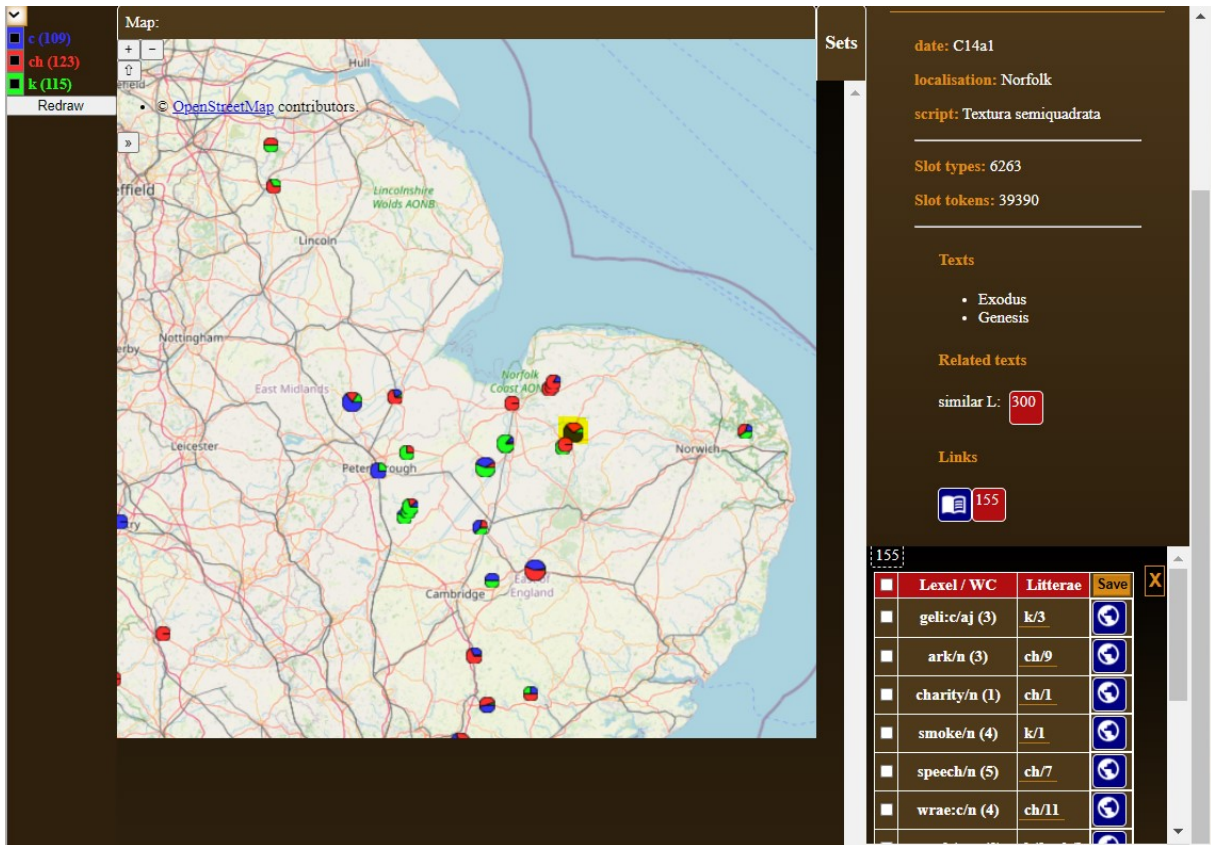 c (109)
ch (123)
k (115)
Redraw
Map:
+ −
⇧
»
• © OpenStreetMap contributors.
Hull
ffield
Lincolnshire
Wolds AONB
Lincoln
Nottingham
erby
East Midlands
Norfolk
Coast AON
Leicester
Peterborough
Norwich
try
Cambridge
East of
England
Sets
date: C14a1
localisation: Norfolk
script: Textura semiquadrata
Slot types: 6263
Slot tokens: 39390
Texts
• Exodus
• Genesis
Related texts
similar L: 300
Links
155
155
Lexel / WC Litterae Save X
geli:c/aj (3) k/3
ark/n (3) ch/9
charity/n (1) ch/1
smoke/n (4) k/1
speech/n (5) ch/7
wrae:c/n (4) ch/11